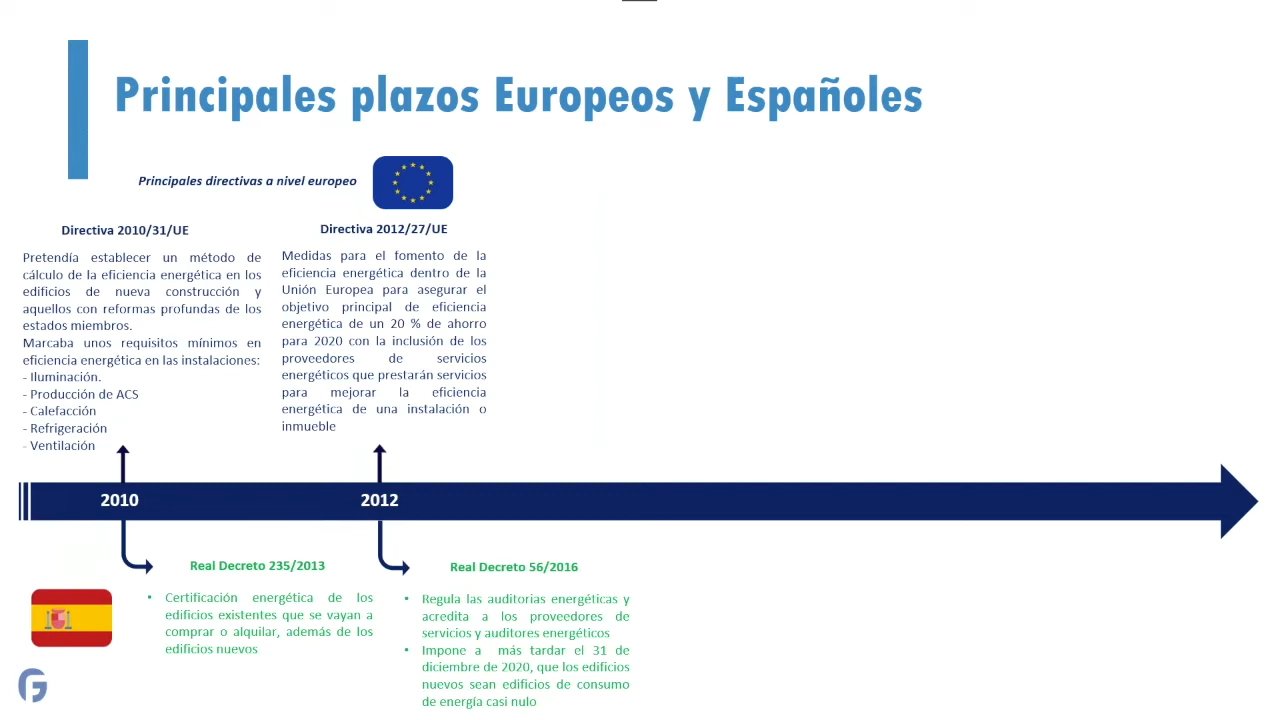 Principales plazos Europeos y Españoles
Principales directivas a nivel europeo
Directiva 2010/31/UE
Pretendía establecer un método de
cálculo de la eficiencia energética en los
edificios de nueva construcción y
aquellos con reformas profundas de los
estados miembros.
Marcaba unos requisitos mínimos en
eficiencia energética en las instalaciones:
- Iluminación.
- Producción de ACS
- Calefacción
- Refrigeración
- Ventilación
Directiva 2012/27/UE
Medidas para el fomento de la
eficiencia energética dentro de la
Unión Europea para asegurar el
objetivo principal de eficiencia
energética de un 20 % de ahorro
para 2020 con la inclusión de los
proveedores de servicios
energéticos que prestarán servicios
para mejorar la eficiencia
energética de una instalación o
inmueble
2010
2012
Real Decreto 235/2013
• Certificación energética de los
edificios existentes que se vayan a
comprar o alquilar, además de los
edificios nuevos
Real Decreto 56/2016
• Regula las auditorias energéticas y
acredita a los proveedores de
servicios y auditores energéticos
• Impone a más tardar el 31 de
diciembre de 2020, que los edificios
nuevos sean edificios de consumo
de energía casi nulo